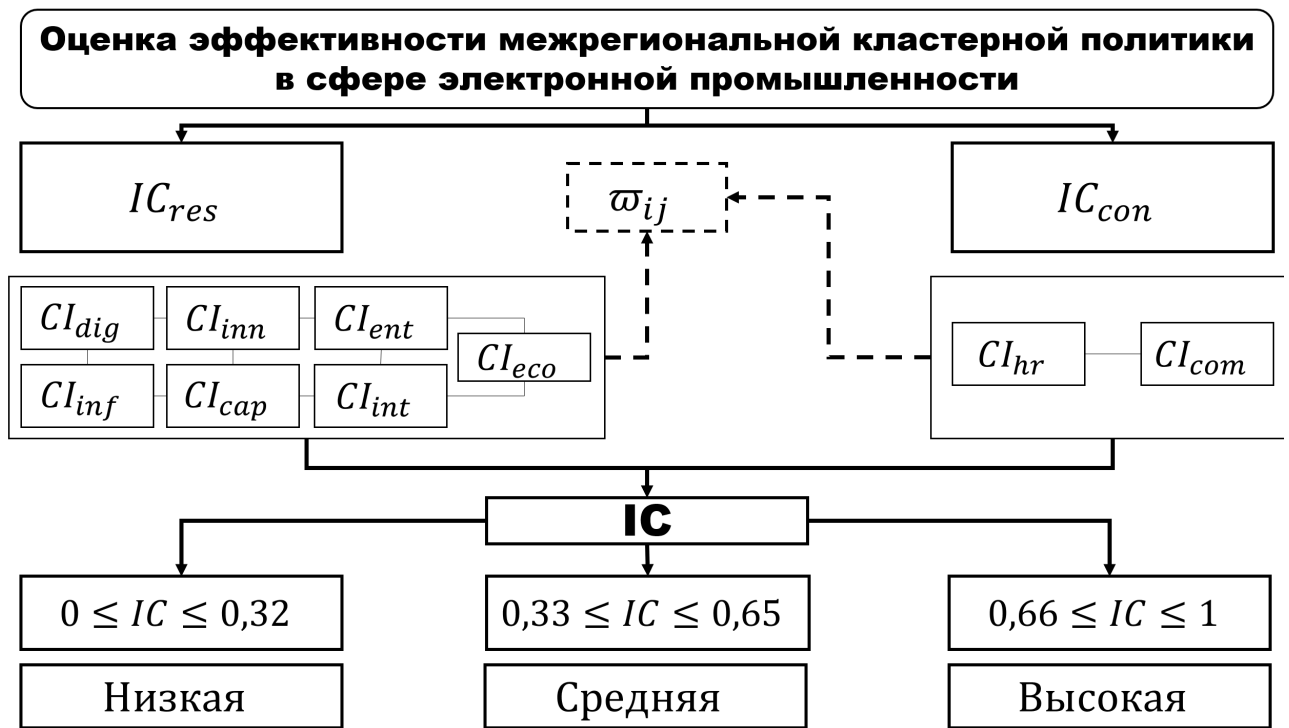 Оценка эффективности межрегиональной кластерной политики
в сфере электронной промышленности
IC_res
ϖ_ij
IC_con
CI_dig
CI_inn
CI_ent
CI_eco
CI_inf
CI_cap
CI_int
CI_hr
CI_com
IC
0 ≤ IC ≤ 0,32
0,33 ≤ IC ≤ 0,65
0,66 ≤ IC ≤ 1
Низкая
Средняя
Высокая